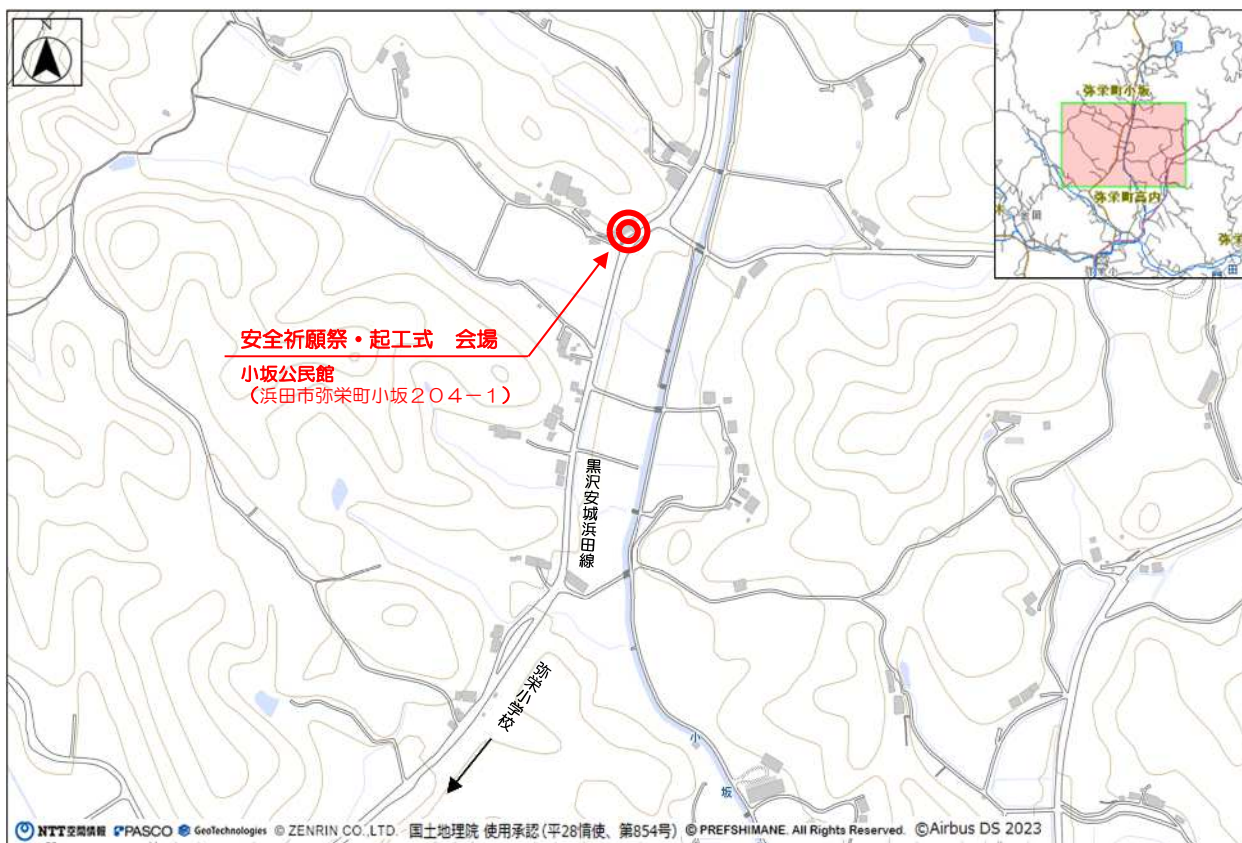 N
弥栄町小坂
弥栄町高内
安全祈願祭・起工式　会場
小坂公民館
（浜田市弥栄町小坂２０４－１）
黒沢安城浜田線
弥栄小学校
小
坂
NTT空間情報 PASCO GeoTechnologies © ZENRIN CO.,LTD. 国土地理院 使用承認(平28情使、第854号) © PREFSHIMANE. All Rights Reserved. ©Airbus DS 2023